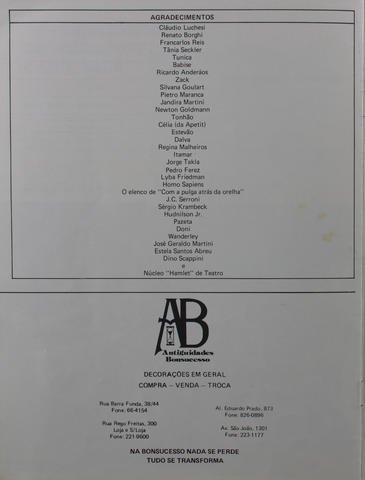 AGRADECIMENTOS
Cláudio Luchesi
Renato Borghi
Francarlos Reis
Tânia Seckler
Tunica
Babise
Ricardo Anderáos
Zack
Silvana Goulart
Pietro Maranca
Jandira Martini
Newton Goldmann
Tonhão
Célia (da Apetit)
Estevão
Dalva
Regina Malheiros
Itamar
Jorge Takla
Pedro Ferez
Lyba Friedman
Homo Sapiens
O elenco de "Com a pulga atrás da orelha"
J.C. Serroni
Sérgio Krambeck
Hudnilson Jr.
Pazeta
Doni
Wanderley
José Geraldo Martini
Estela Santos Abreu
Dino Scappini
e
Núcleo "Hamlet" de Teatro
AB
Antiguidades
Bonsucesso
DECORAÇÕES EM GERAL
COMPRA – VENDA – TROCA
Rua Barra Funda, 38/44
Fone: 66-4154
Rua Rego Freitas, 300
Loja e S/Loja
Fone: 221-9600
Al. Eduardo Prado, 873
Fone: 826-0896
Av. São João, 1301
Fone: 223-1177
NA BONSUCESSO NADA SE PERDE
TUDO SE TRANSFORMA